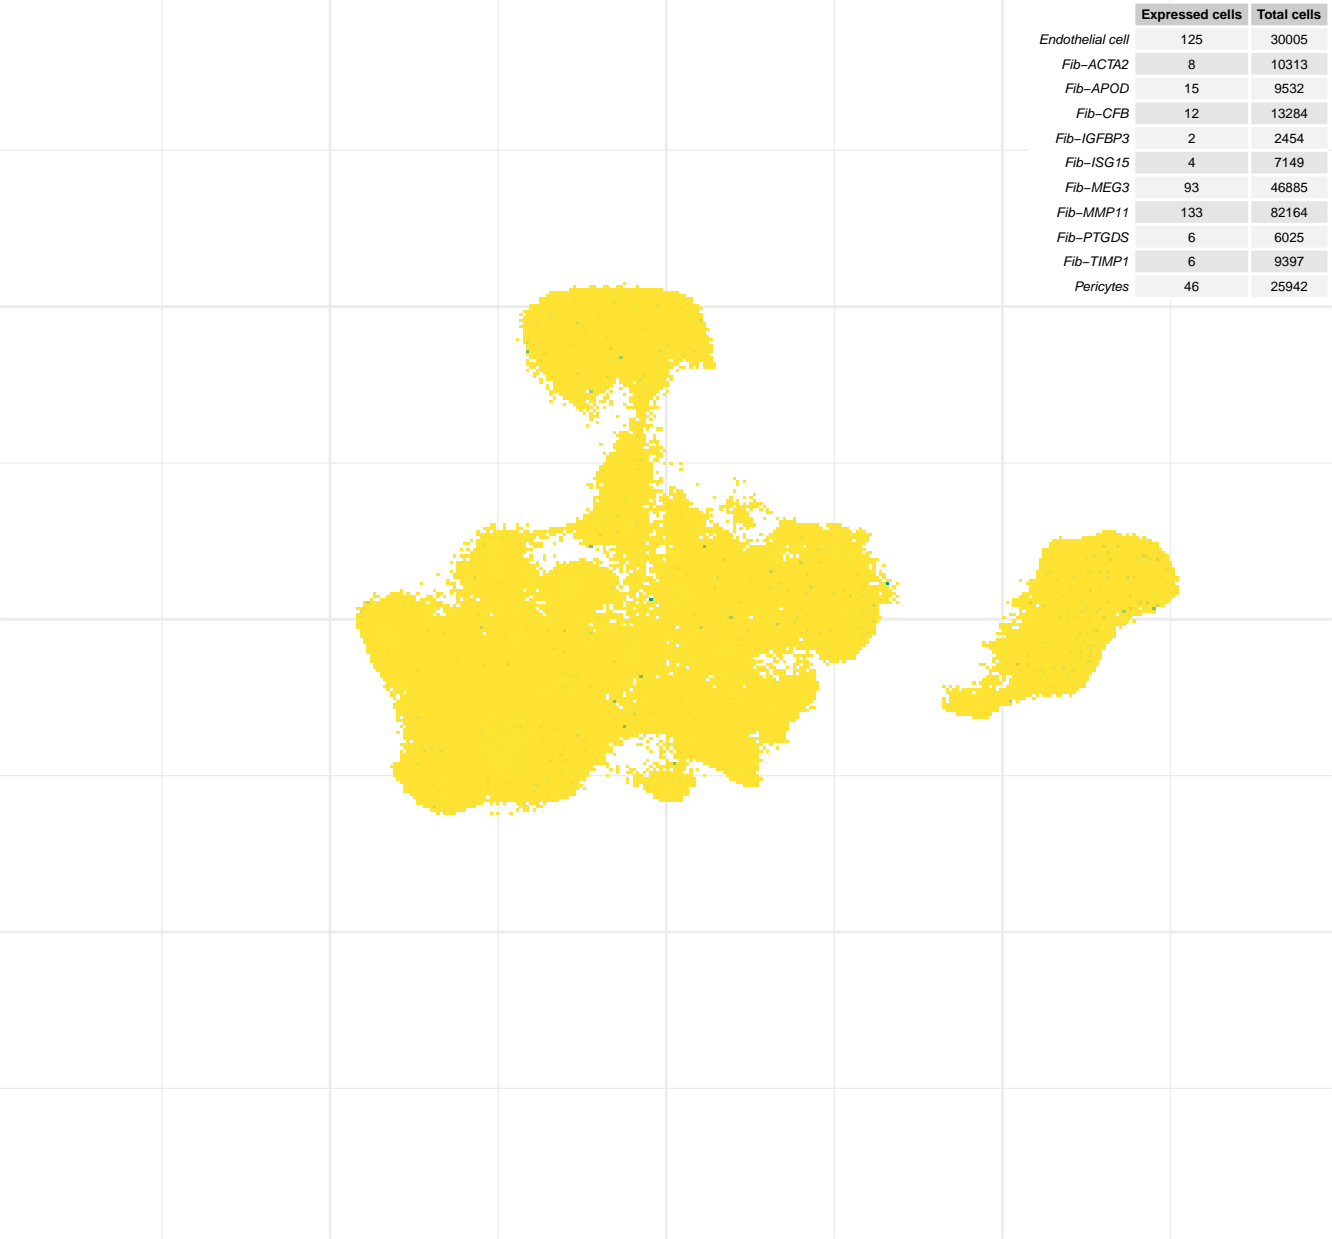 Expressed cells Total cells
Endothelial cell 125 30005
Fib−ACTA2 8 10313
Fib−APOD 15 9532
Fib−CFB 12 13284
Fib−IGFBP3 2 2454
Fib−ISG15 4 7149
Fib−MEG3 93 46885
Fib−MMP11 133 82164
Fib−PTGDS 6 6025
Fib−TIMP1 6 9397
Pericytes 46 25942